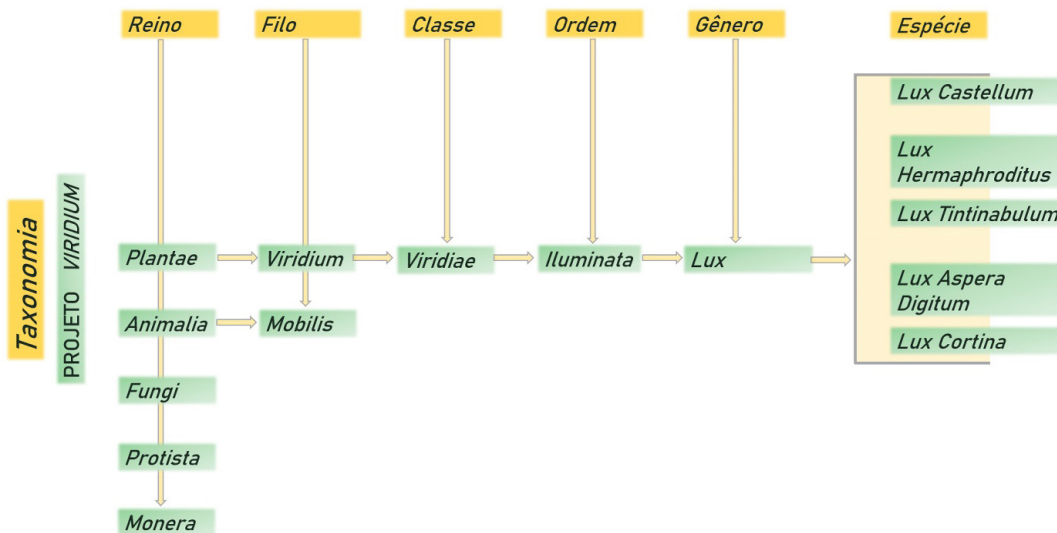 Reino
Filo
Classe
Ordem
Gênero
Espécie
Taxonomia
PROJETO VIRIDIUM
Plantae
Viridium
Viridiae
Iluminata
Lux
Animalia
Mobilis
Fungi
Protista
Monera
Lux Castellum
Lux
Hermaphroditus
Lux Tintinabulum
Lux Aspera
Digitum
Lux Cortina